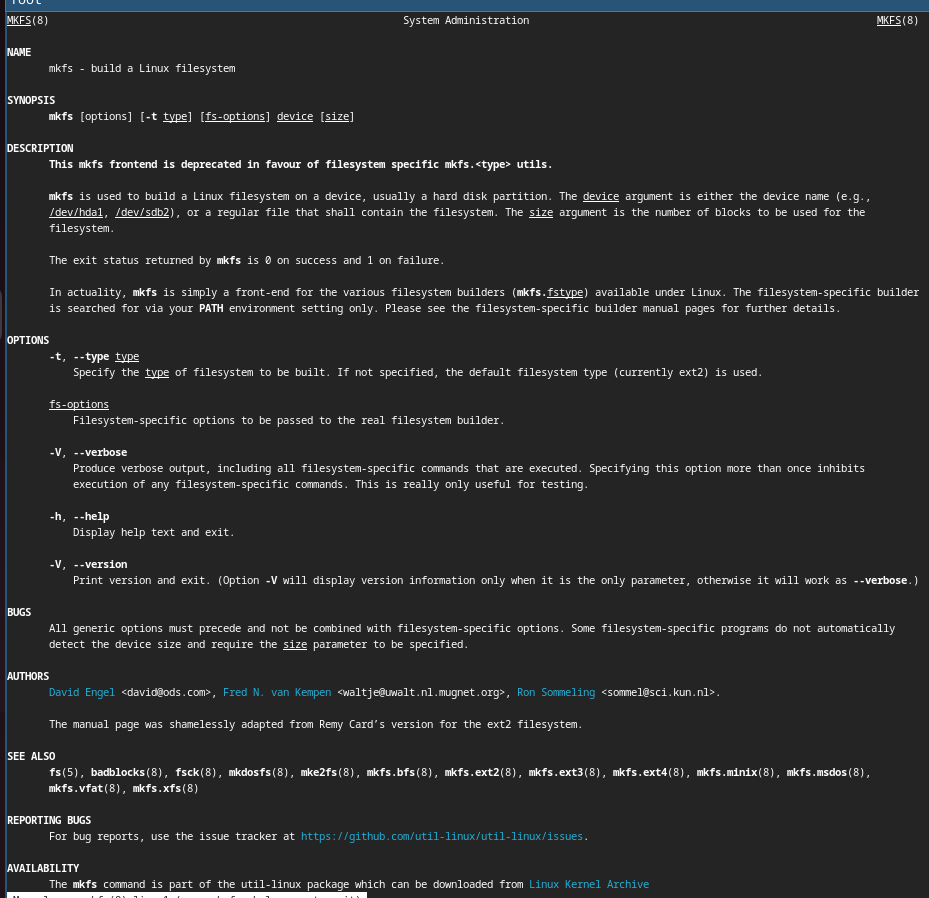 root
MKFS(8) System Administration MKFS(8)
NAME
mkfs - build a Linux filesystem
SYNOPSIS
mkfs [options] [-t type] [fs-options] device [size]
DESCRIPTION
This mkfs frontend is deprecated in favour of filesystem specific mkfs.<type> utils.
mkfs is used to build a Linux filesystem on a device, usually a hard disk partition. The device argument is either the device name (e.g.,
/dev/hda1, /dev/sdb2), or a regular file that shall contain the filesystem. The size argument is the number of blocks to be used for the
filesystem.
The exit status returned by mkfs is 0 on success and 1 on failure.
In actuality, mkfs is simply a front-end for the various filesystem builders (mkfs.fstype) available under Linux. The filesystem-specific builder
is searched for via your PATH environment setting only. Please see the filesystem-specific builder manual pages for further details.
OPTIONS
-t, --type type
Specify the type of filesystem to be built. If not specified, the default filesystem type (currently ext2) is used.
fs-options
Filesystem-specific options to be passed to the real filesystem builder.
-V, --verbose
Produce verbose output, including all filesystem-specific commands that are executed. Specifying this option more than once inhibits
execution of any filesystem-specific commands. This is really only useful for testing.
-h, --help
Display help text and exit.
-V, --version
Print version and exit. (Option -V will display version information only when it is the only parameter, otherwise it will work as --verbose.)
BUGS
All generic options must precede and not be combined with filesystem-specific options. Some filesystem-specific programs do not automatically
detect the device size and require the size parameter to be specified.
AUTHORS
David Engel <david@ods.com>, Fred N. van Kempen <waltje@uwalt.nl.mugnet.org>, Ron Sommeling <sommel@sci.kun.nl>.
The manual page was shamelessly adapted from Remy Card's version for the ext2 filesystem.
SEE ALSO
fs(5), badblocks(8), fsck(8), mkdosfs(8), mke2fs(8), mkfs.bfs(8), mkfs.ext2(8), mkfs.ext3(8), mkfs.ext4(8), mkfs.minix(8), mkfs.msdos(8),
mkfs.vfat(8), mkfs.xfs(8)
REPORTING BUGS
For bug reports, use the issue tracker at https://github.com/util-linux/util-linux/issues.
AVAILABILITY
The mkfs command is part of the util-linux package which can be downloaded from Linux Kernel Archive